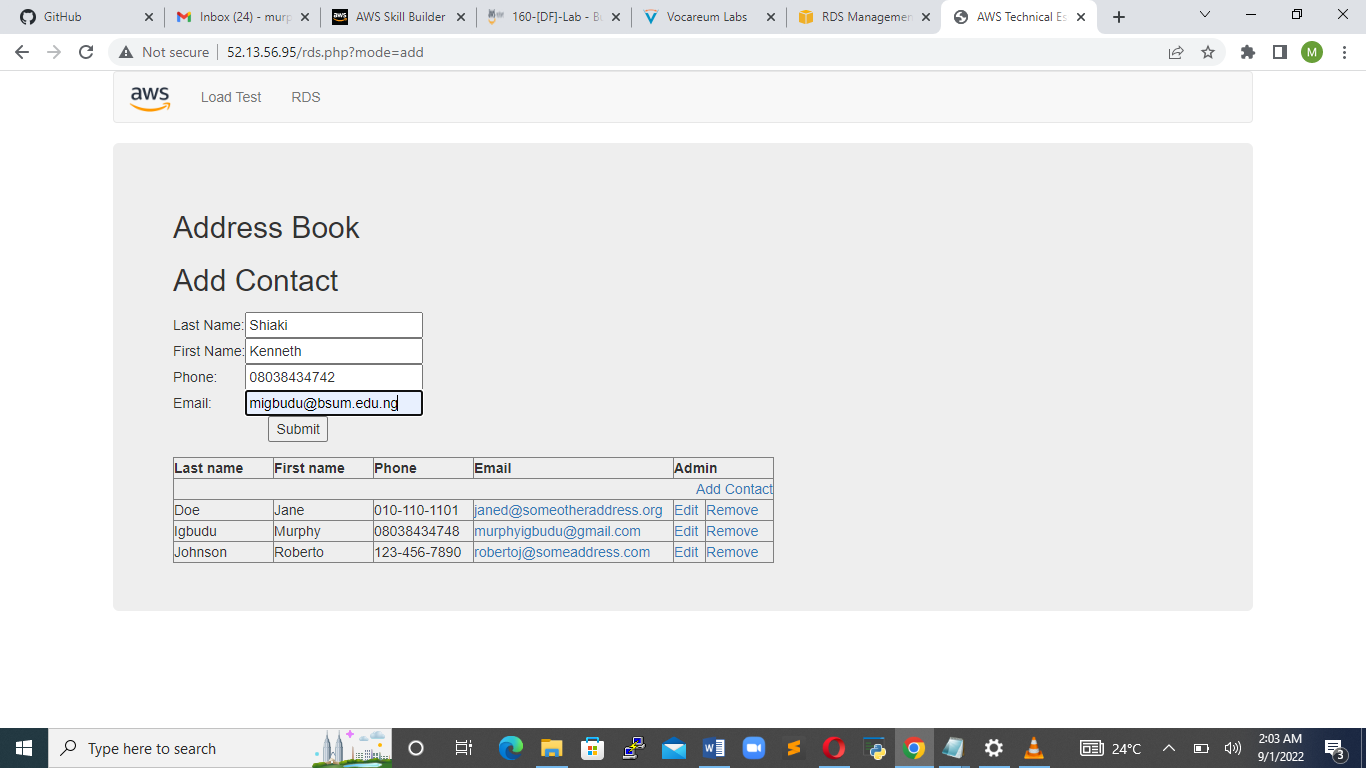 GitHub
Inbox (24) - murp
AWS Skill Builder
160-[DF]-Lab - Bu
Vocareum Labs
RDS Managemen
AWS Technical Es
Not secure 52.13.56.95/rds.php?mode=add
M
aws Load Test RDS
Address Book
Add Contact
Last Name: Shiaki
First Name: Kenneth
Phone: 08038434742
Email: migbudu@bsum.edu.ng
Submit
Last name First name Phone Email Admin
Add Contact
Doe Jane 010-110-1101 janed@someotheraddress.org Edit Remove
Igbudu Murphy 08038434748 murphyigbudu@gmail.com Edit Remove
Johnson Roberto 123-456-7890 robertoj@someaddress.com Edit Remove
Type here to search
24°C
2:03 AM
9/1/2022
3